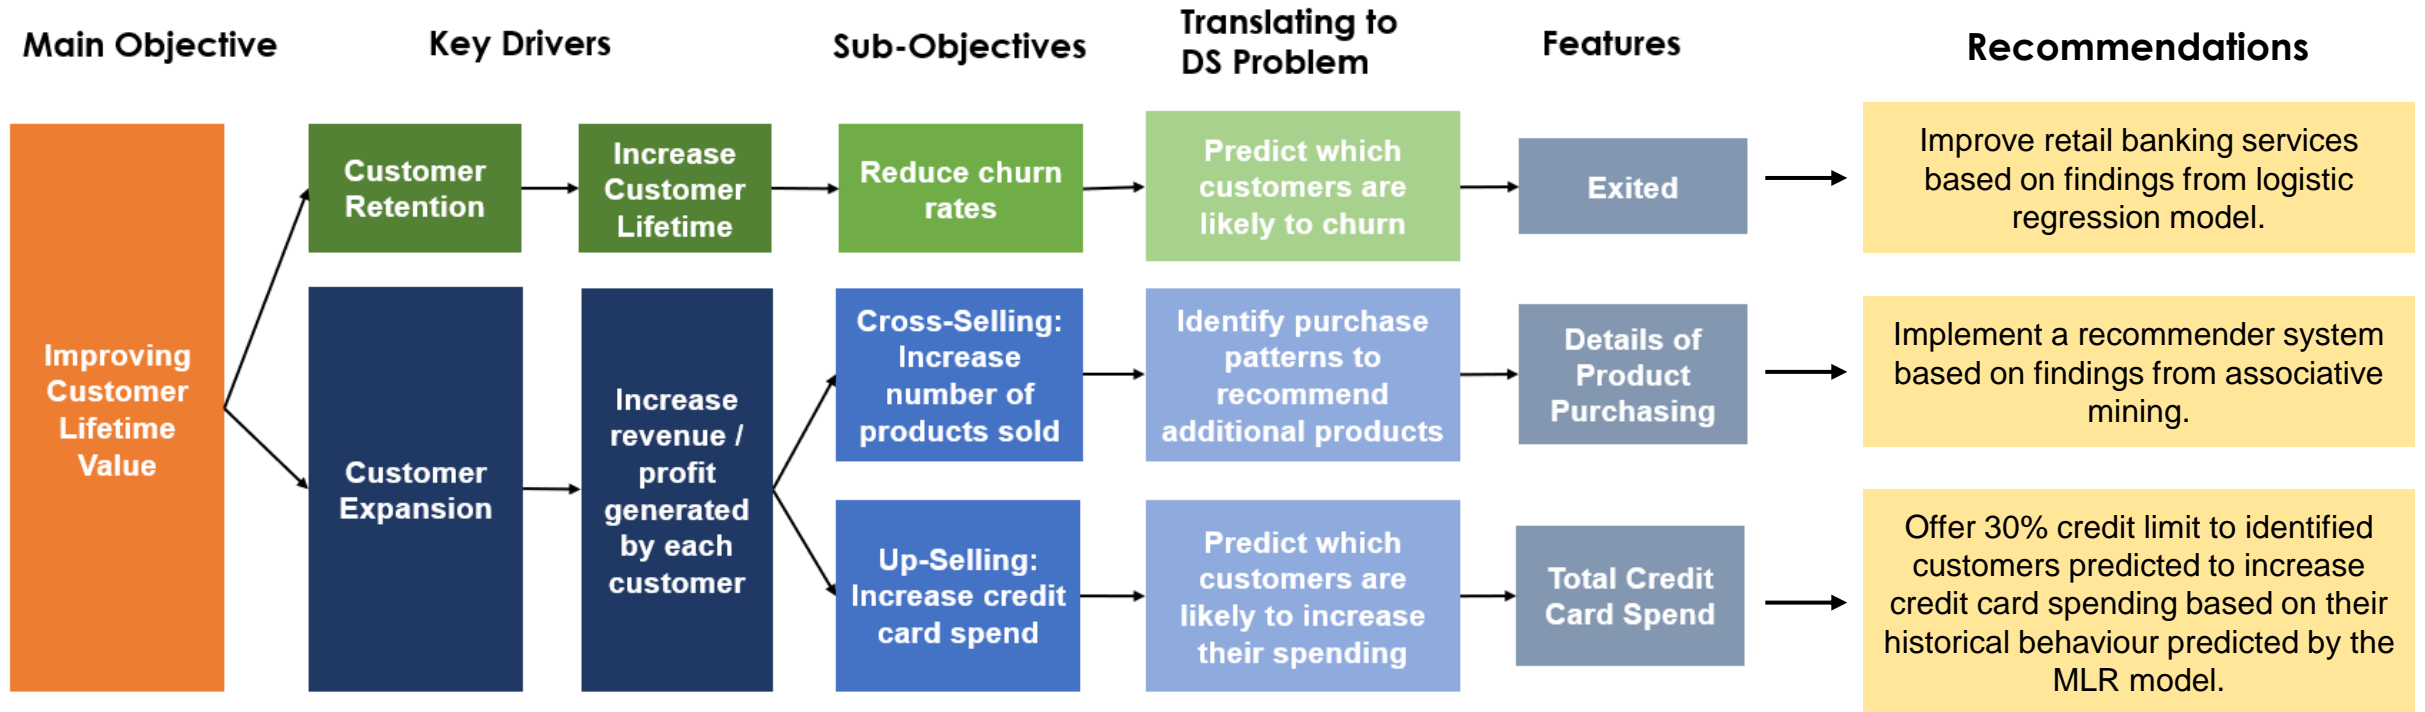 Main Objective
Key Drivers
Sub-Objectives
Translating to
DS Problem
Features
Recommendations
Improving
Customer
Lifetime
Value
Customer
Retention
Increase
Customer
Lifetime
Reduce churn
rates
Predict which
customers are
likely to churn
Exited
Improve retail banking services
based on findings from logistic
regression model.
Customer
Expansion
Increase
revenue /
profit
generated
by each
customer
Cross-Selling:
Increase
number of
products sold
Identify purchase
patterns to
recommend
additional products
Details of
Product
Purchasing
Implement a recommender system
based on findings from associative
mining.
Up-Selling:
Increase credit
card spend
Predict which
customers are
likely to increase
their spending
Total Credit
Card Spend
Offer 30% credit limit to identified
customers predicted to increase
credit card spending based on their
historical behaviour predicted by the
MLR model.